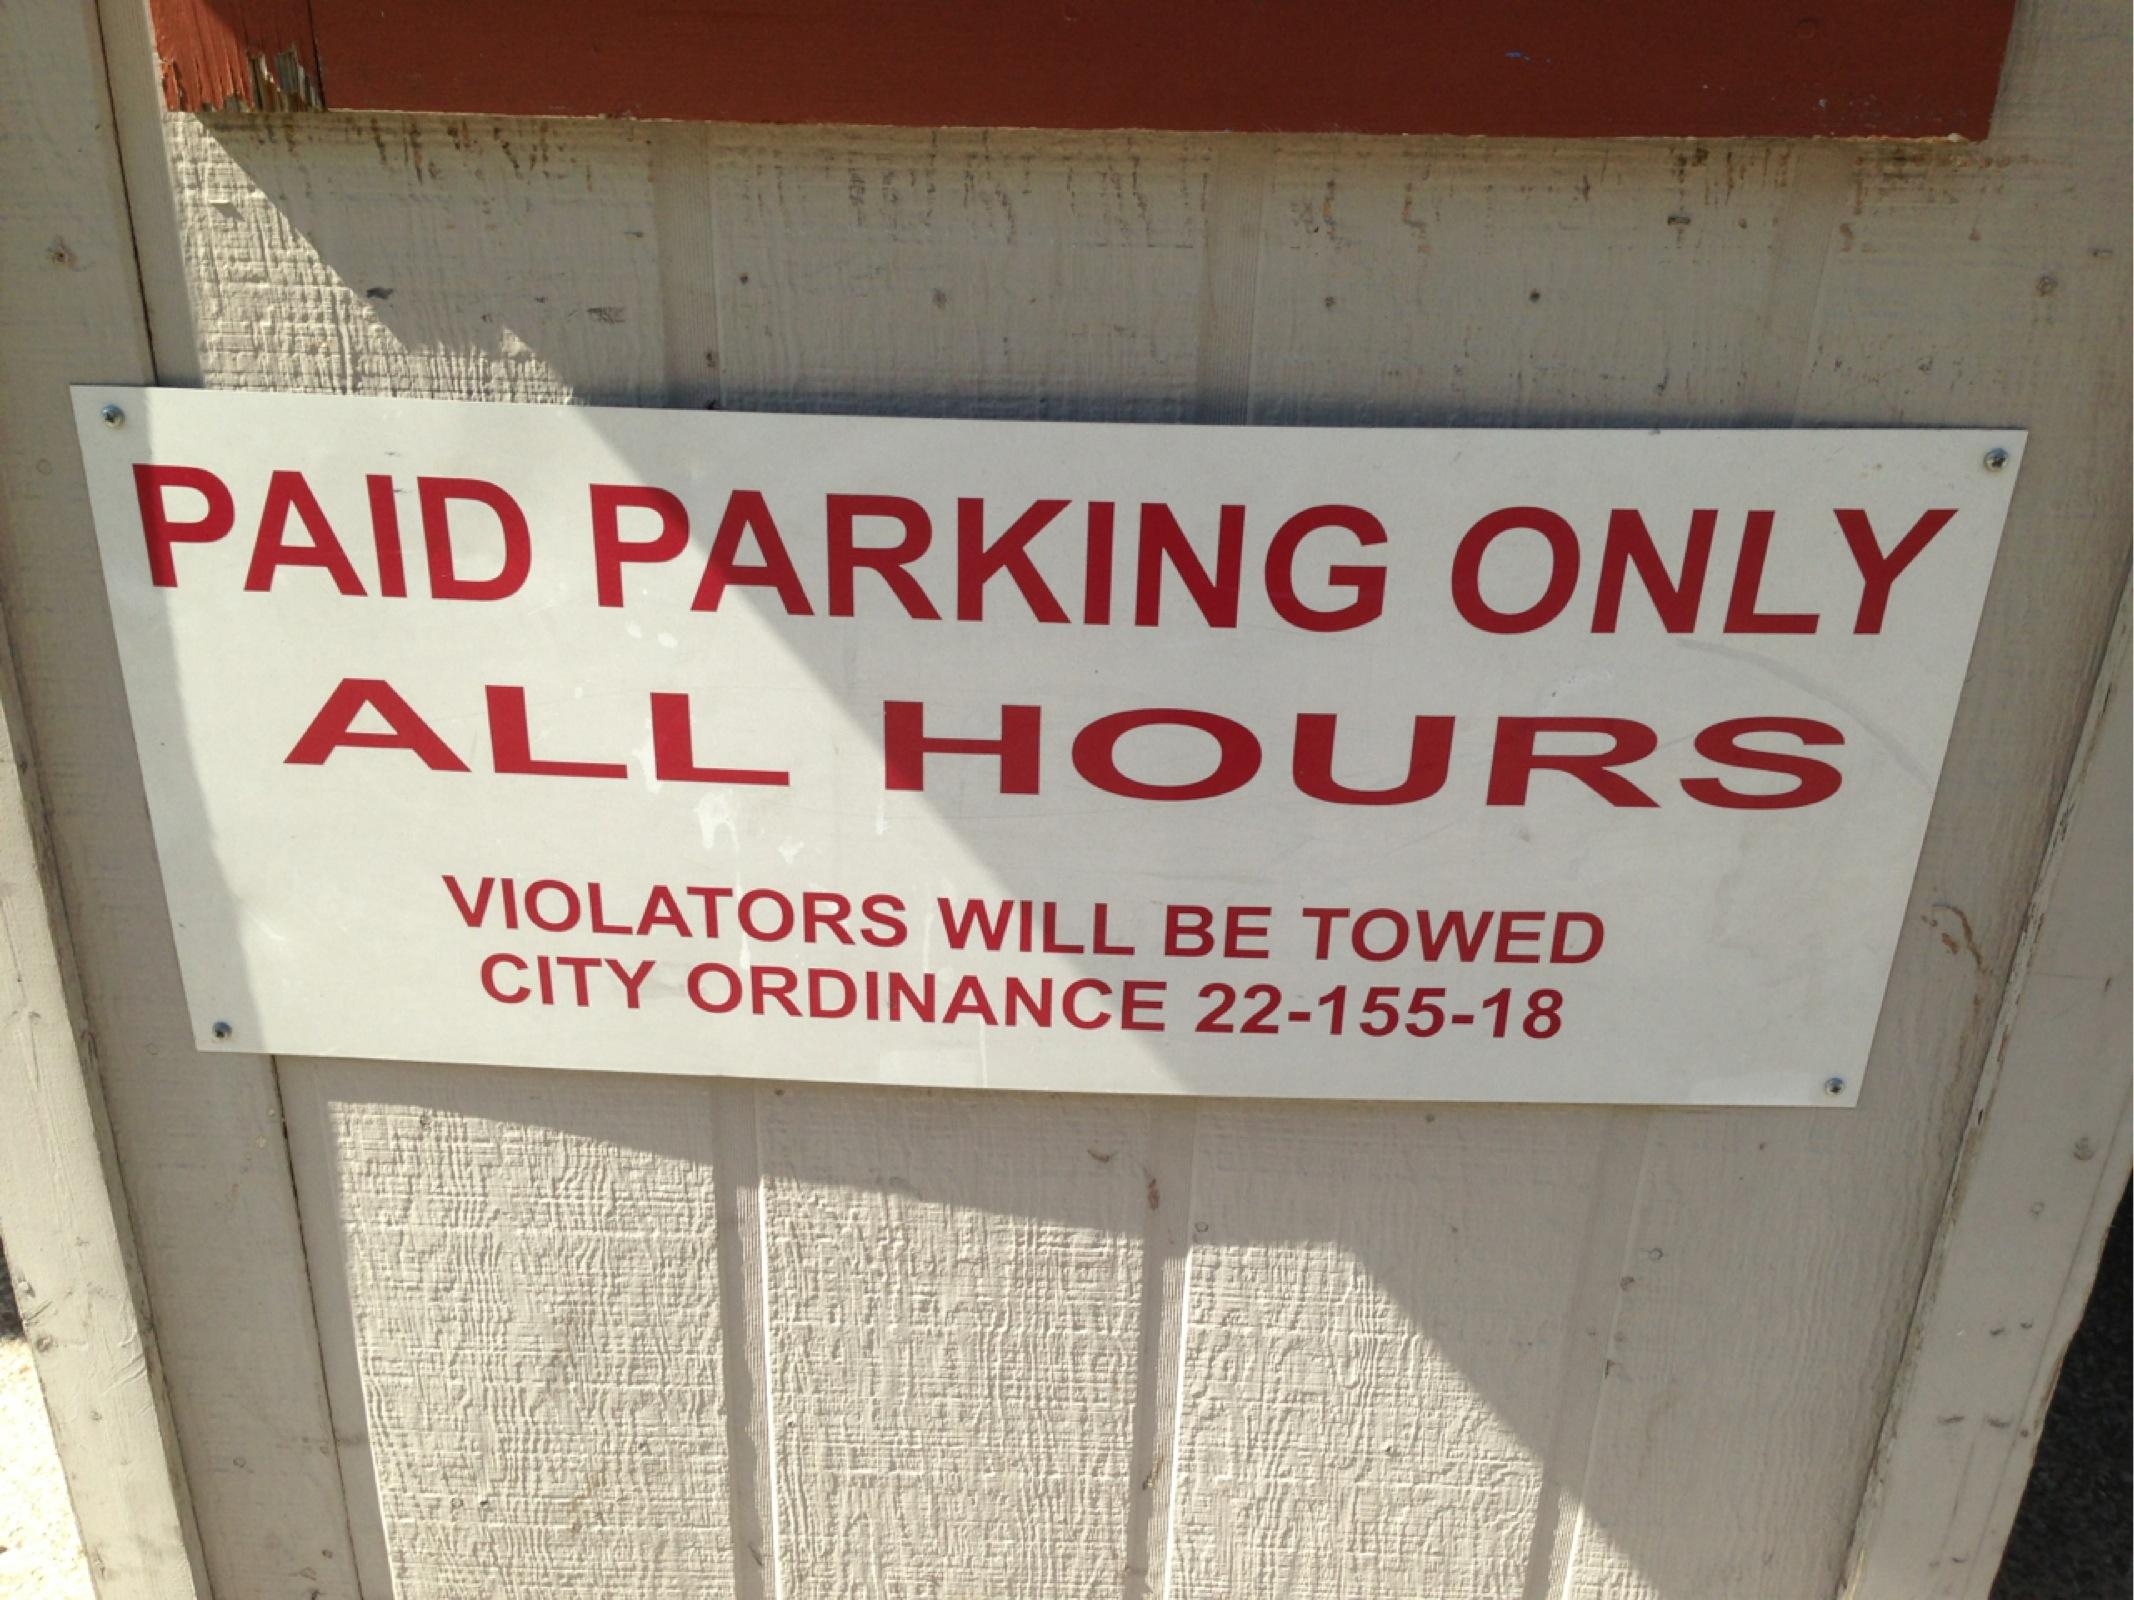 PAID PARKING ONLY
ALL HOURS
VIOLATORS WILL BE TOWED
CITY ORDINANCE 22-155-18